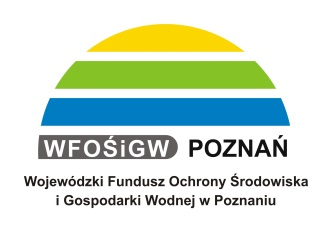 WFOŚiGW POZNAŃ
Wojewódzki Fundusz Ochrony Środowiska
i Gospodarki Wodnej w Poznaniu